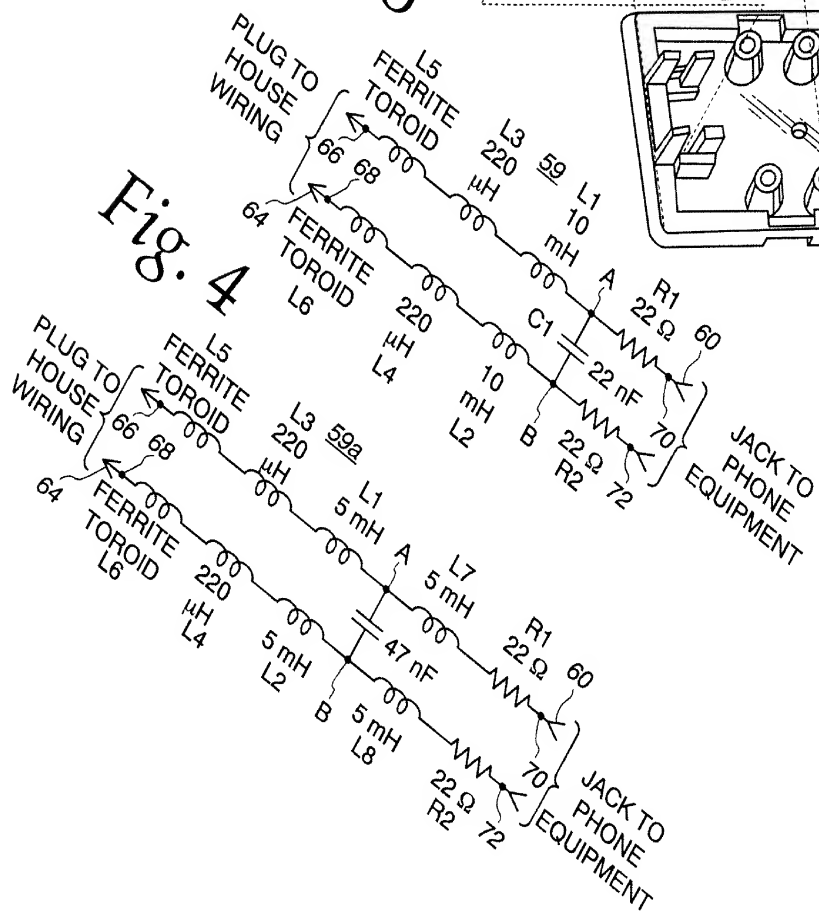 PLUG TO
HOUSE
WIRING
L5
FERRITE
TOROID
66
68
64
FERRITE
TOROID
L6
L3
220
μH
59
L1
10
mH
A
R1
22 Ω
60
220
μH
L4
10
mH
L2
C1
22 nF
B
22 Ω
R2
70
72
JACK TO
PHONE
EQUIPMENT
Fig. 4
PLUG TO
HOUSE
WIRING
L5
FERRITE
TOROID
66
68
64
FERRITE
TOROID
L6
L3
220
μH
59a
L1
5 mH
A
L7
5 mH
R1
22 Ω
60
220
μH
L4
5 mH
L2
47 nF
B
5 mH
L8
22 Ω
R2
70
72
JACK TO
PHONE
EQUIPMENT